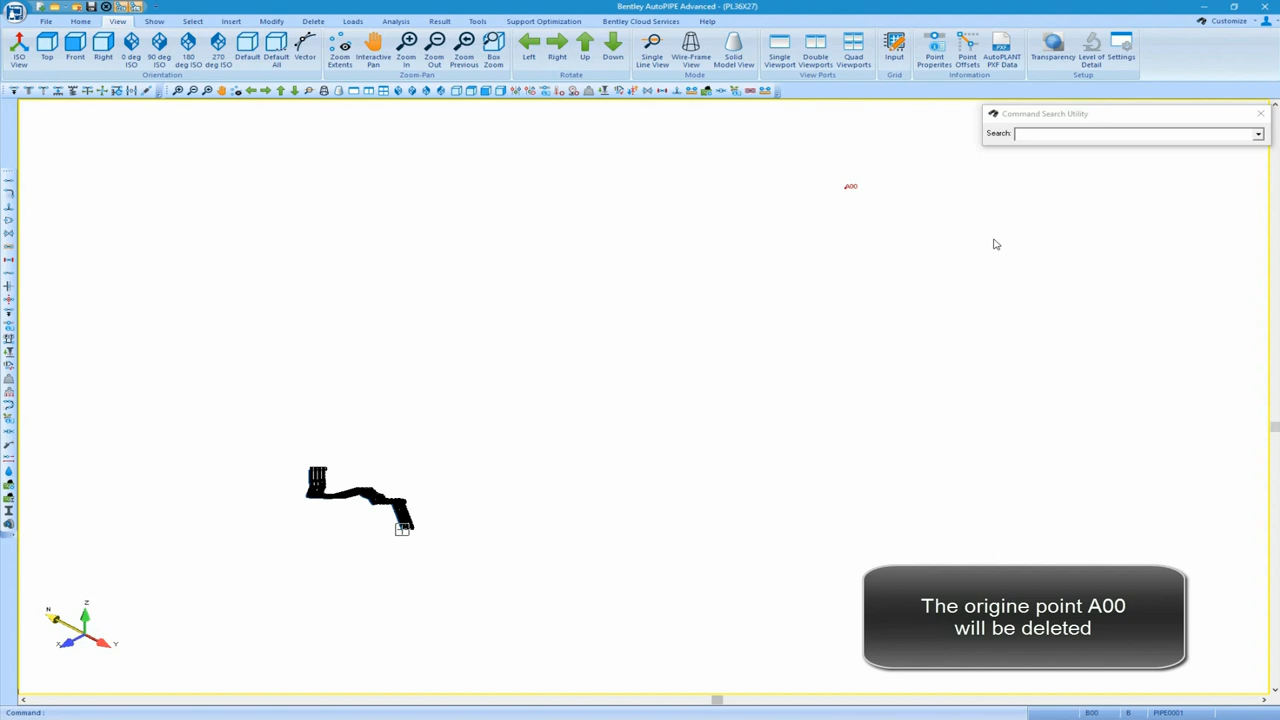 Bentley AutoPIPE Advanced - (PL36X27)
File Home View Show Select Insert Modify Delete Loads Analysis Result Tools Support Optimization Bentley Cloud Services Help
Customize
ISO View Top Front Right 0 deg ISO 90 deg ISO 180 deg ISO 270 deg ISO Default Default All Vector
Zoom Extents Interactive Pan Zoom In Zoom Out Zoom Previous Box Zoom
Left Right Up Down
Single Line View Wire-Frame View Solid Model View
Single Viewport Double Viewports Quad Viewports
Input
Point Properties Point Offsets AutoPLANT PXF Data
Transparency Level of Detail Settings
Orientation Zoom-Pan Rotate Mode View Ports Grid Information Setup
Command Search Utility
Search:
A00
The origine point A00
will be deleted
Z
N
X
Y
Command :
B00 B PIPE0001